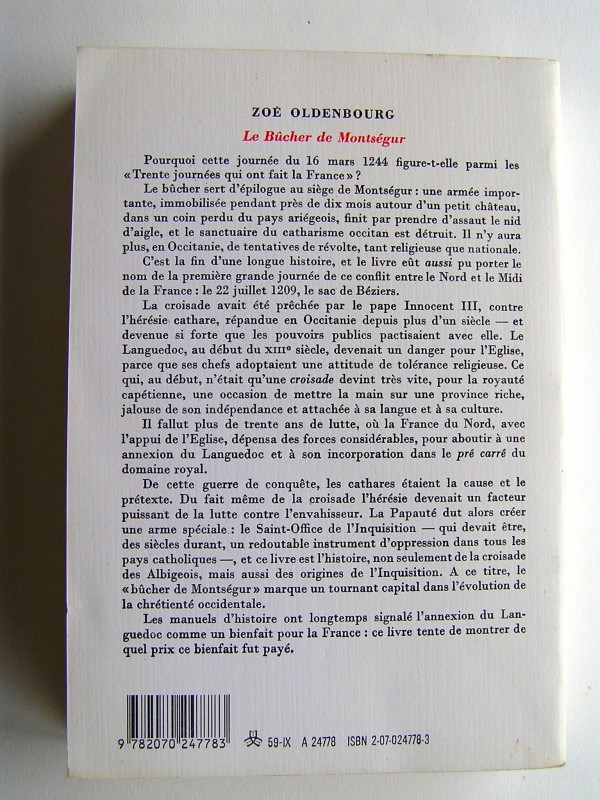 ZOÉ OLDENBOURG
Le Bûcher de Montségur
Pourquoi cette journée du 16 mars 1244 figure-t-elle parmi les
« Trente journées qui ont fait la France » ?
Le bûcher sert d'épilogue au siège de Montségur : une armée impor-
tante, immobilisée pendant près de dix mois autour d'un petit château,
dans un coin perdu du pays ariégeois, finit par prendre d'assaut le nid
d'aigle, et le sanctuaire du catharisme occitan est détruit. Il n'y aura
plus, en Occitanie, de tentatives de révolte, tant religieuse que nationale.
C'est la fin d'une longue histoire, et le livre eût aussi pu porter le
nom de la première grande journée de ce conflit entre le Nord et le Midi
de la France : le 22 juillet 1209, le sac de Béziers.
La croisade avait été prêchée par le pape Innocent III, contre
l'hérésie cathare, répandue en Occitanie depuis plus d'un siècle — et
devenue si forte que les pouvoirs publics pactisaient avec elle. Le
Languedoc, au début du XIIIe siècle, devenait un danger pour l'Eglise,
parce que ses chefs adoptaient une attitude de tolérance religieuse. Ce
qui, au début, n'était qu'une croisade devint très vite, pour la royauté
capétienne, une occasion de mettre la main sur une province riche,
jalouse de son indépendance et attachée à sa langue et à sa culture.
Il fallut plus de trente ans de lutte, où la France du Nord, avec
l'appui de l'Eglise, dépensa des forces considérables, pour aboutir à une
annexion du Languedoc et à son incorporation dans le pré carré du
domaine royal.
De cette guerre de conquête, les cathares étaient la cause et le
prétexte. Du fait même de la croisade l'hérésie devenait un facteur
puissant de la lutte contre l'envahisseur. La Papauté dut alors créer
une arme spéciale : le Saint-Office de l'Inquisition — qui devait être,
des siècles durant, un redoutable instrument d'oppression dans tous les
pays catholiques —, et ce livre est l'histoire, non seulement de la croisade
des Albigeois, mais aussi des origines de l'Inquisition. A ce titre, le
« bûcher de Montségur » marque un tournant capital dans l'évolution de
la chrétienté occidentale.
Les manuels d'histoire ont longtemps signalé l'annexion du Lan-
guedoc comme un bienfait pour la France : ce livre tente de montrer de
quel prix ce bienfait fut payé.
9 782070 247783 59-IX A 24778 ISBN 2-07-024778-3